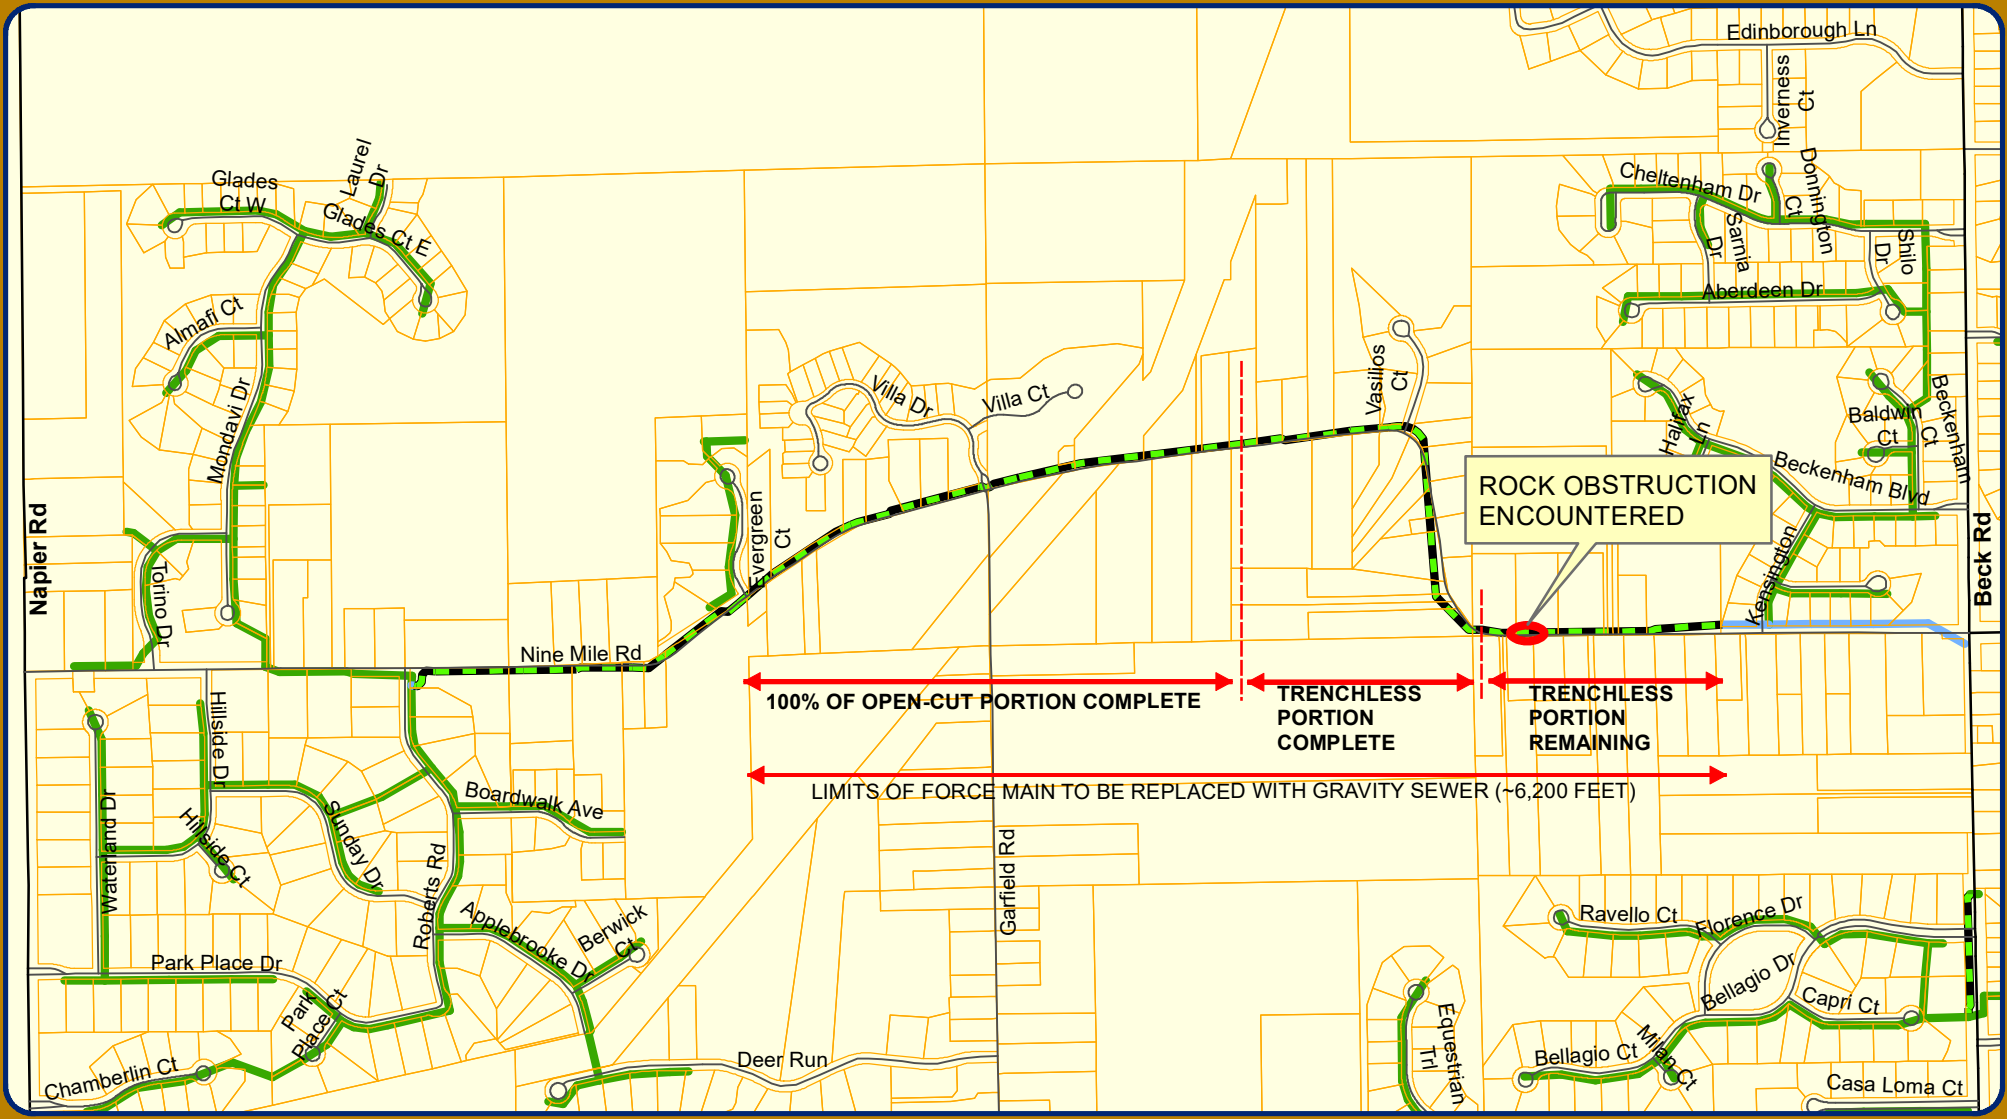 Edinborough Ln
Inverness
Ct
Laurel
Dr
Glades
Ct W
Glades Ct E
Cheltenham Dr
Donnington
Ct
Sarnia
Dr
Shilo
Dr
Aberdeen Dr
Almafi Ct
Mondavi Dr
Villa Dr
Villa Ct
Vasilios
Ct
Halifax
Ln
Baldwin
Ct
Beckenham
Ct
Beckenham Blvd
ROCK OBSTRUCTION
ENCOUNTERED
Napier Rd
Beck Rd
Torino Dr
Evergreen
Ct
Kensington
Nine Mile Rd
100% OF OPEN-CUT PORTION COMPLETE
TRENCHLESS
PORTION
COMPLETE
TRENCHLESS
PORTION
REMAINING
LIMITS OF FORCE MAIN TO BE REPLACED WITH GRAVITY SEWER (~6,200 FEET)
Hillside Dr
Waterland Dr
Hillside Ct
Sunday Dr
Boardwalk Ave
Roberts Rd
Garfield Rd
Applebrooke Dr
Berwick
Ct
Park Place Dr
Park
Place Ct
Chamberlin Ct
Deer Run
Ravello Ct
Florence Dr
Bellagio Dr
Capri Ct
Equestrian
Trl
Bellagio Ct
Milan Ct
Casa Loma Ct